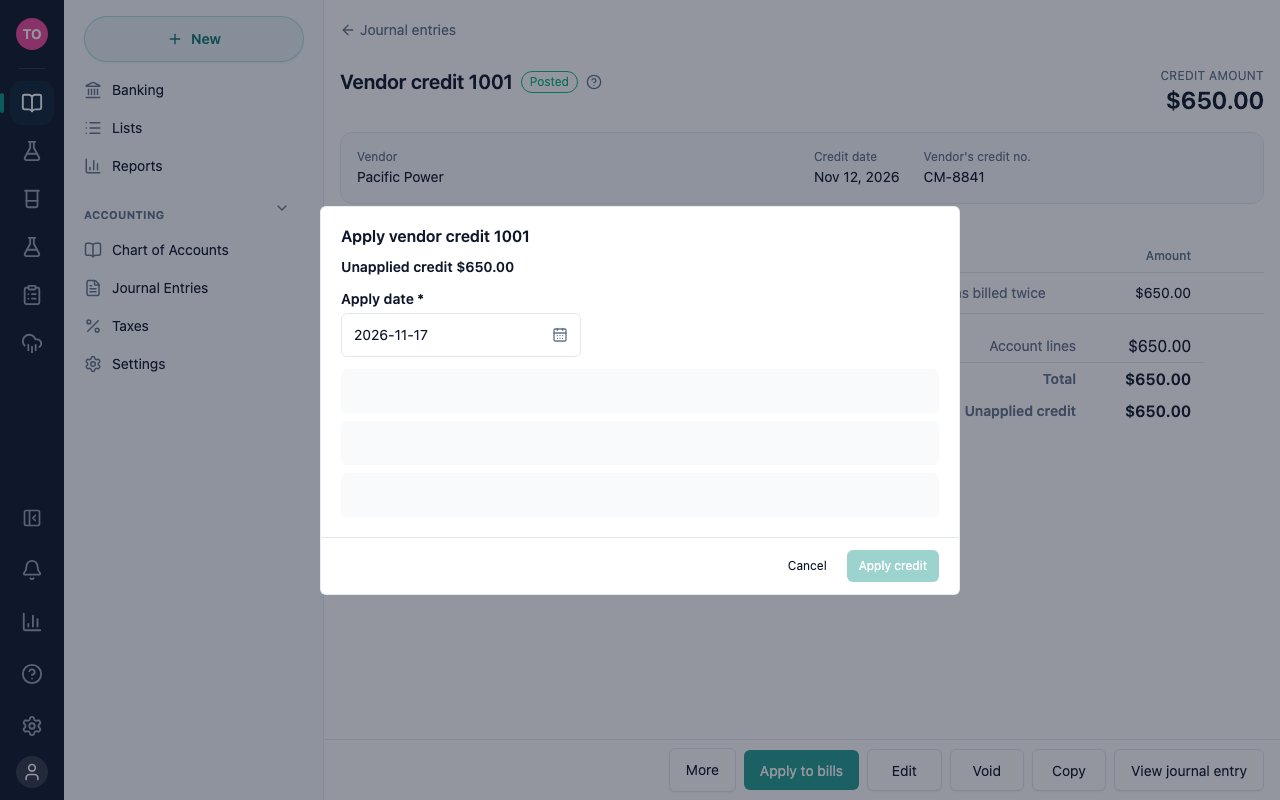 TO
New
Banking
Lists
Reports
ACCOUNTING
Chart of Accounts
Journal Entries
Taxes
Settings
Journal entries
Vendor credit 1001 Posted
CREDIT AMOUNT
$650.00
Vendor Credit date Vendor's credit no.
Pacific Power Nov 12, 2026 CM-8841
Amount
billed twice $650.00
Account lines $650.00
Total $650.00
Unapplied credit $650.00
Apply vendor credit 1001
Unapplied credit $650.00
Apply date *
2026-11-17
Cancel Apply credit
More Apply to bills Edit Void Copy View journal entry